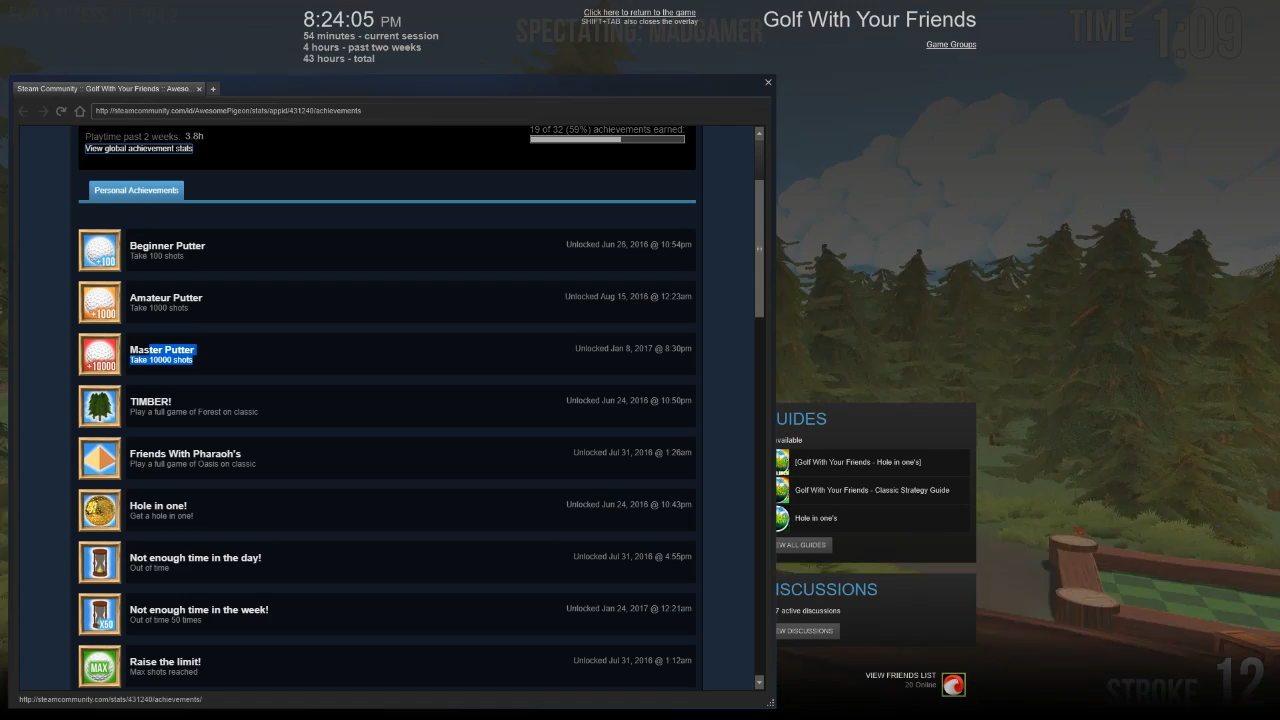 8:24:05 PM
54 minutes - current session
4 hours - past two weeks
43 hours - total
Click here to return to the game
SHIFT+TAB also closes the overlay
SPECTATING: MADGAMER
Golf With Your Friends
Game Groups
TIME 1:09
Steam Community :: Golf With Your Friends :: Aweso...
http://steamcommunity.com/id/AwesomePigeon/stats/appid/431240/achievements
Playtime past 2 weeks: 3.8h
View global achievement stats
19 of 32 (59%) achievements earned:
Personal Achievements
+100
Beginner Putter
Take 100 shots
Unlocked Jun 26, 2016 @ 10:54pm
+1000
Amateur Putter
Take 1000 shots
Unlocked Aug 15, 2016 @ 12:23am
+10000
Master Putter
Take 10000 shots
Unlocked Jan 8, 2017 @ 8:30pm
TIMBER!
Play a full game of Forest on classic
Unlocked Jun 24, 2016 @ 10:50pm
Friends With Pharaoh's
Play a full game of Oasis on classic
Unlocked Jul 31, 2016 @ 1:26am
Hole in one!
Get a hole in one!
Unlocked Jun 24, 2016 @ 10:43pm
Not enough time in the day!
Out of time
Unlocked Jul 31, 2016 @ 4:55pm
X50
Not enough time in the week!
Out of time 50 times
Unlocked Jan 24, 2017 @ 12:21am
MAX
Raise the limit!
Max shots reached
Unlocked Jul 31, 2016 @ 1:12am
http://steamcommunity.com/stats/431240/achievements/
UIDES
vailable
[Golf With Your Friends - Hole in one's]
Golf With Your Friends - Classic Strategy Guide
Hole in one's
EW ALL GUIDES
ISCUSSIONS
7 active discussions
EW DISCUSSIONS
VIEW FRIENDS LIST
20 Online
STROKE 12